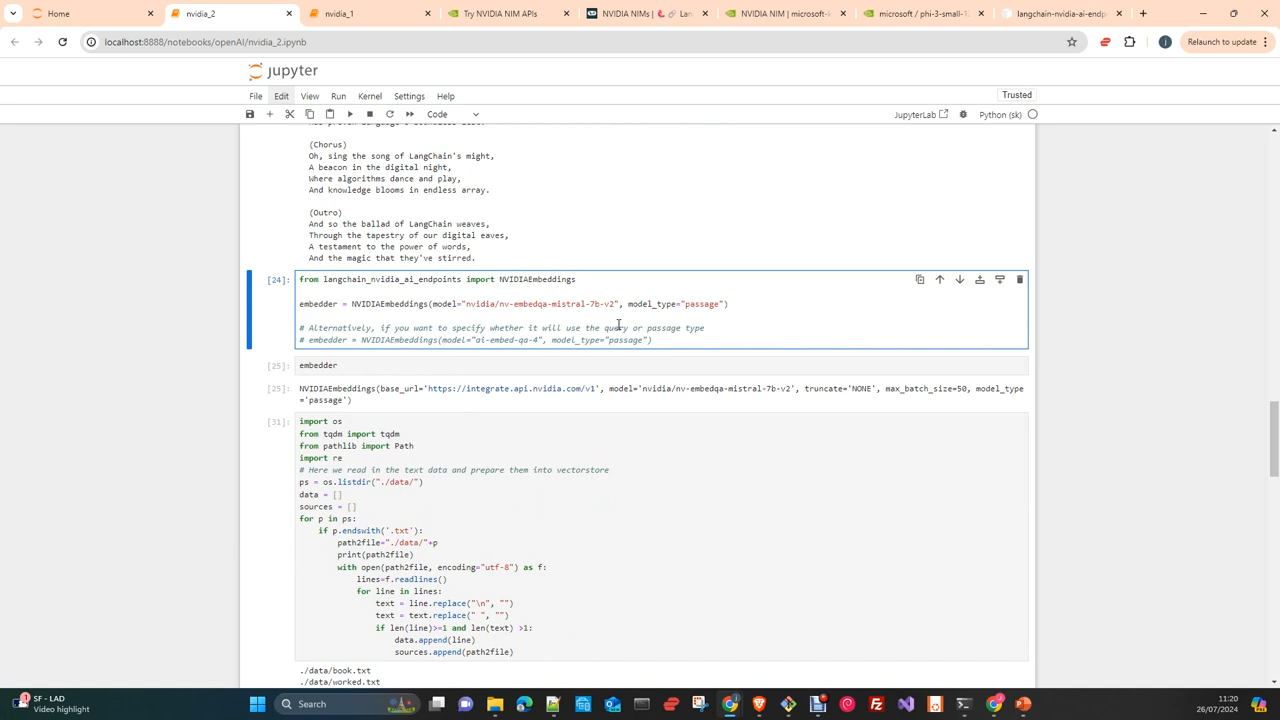 Home
nvidia_2
nvidia_1
Try NVIDIA NIM APIs
NVIDIA NIMs | Lan
NVIDIA NIM | microsoft-
microsoft / phi-3-small-12
langchain-nvidia-ai-endp
localhost:8888/notebooks/openAI/nvidia_2.ipynb
i
Relaunch to update
jupyter
File Edit View Run Kernel Settings Help
Trusted
Code
JupyterLab
Python (sk)
(Chorus)
Oh, sing the song of LangChain's might,
A beacon in the digital night,
Where algorithms dance and play,
And knowledge blooms in endless array.
(Outro)
And so the ballad of LangChain weaves,
Through the tapestry of our digital eaves,
A testament to the power of words,
And the magic that they've stirred.
[24]: from langchain_nvidia_ai_endpoints import NVIDIAEmbeddings
embedder = NVIDIAEmbeddings(model="nvidia/nv-embedqa-mistral-7b-v2", model_type="passage")
# Alternatively, if you want to specify whether it will use the query or passage type
# embedder = NVIDIAEmbeddings(model="ai-embed-qa-4", model_type="passage")
[25]: embedder
[25]: NVIDIAEmbeddings(base_url='https://integrate.api.nvidia.com/v1', model='nvidia/nv-embedqa-mistral-7b-v2', truncate='NONE', max_batch_size=50, model_type
='passage')
[31]: import os
from tqdm import tqdm
from pathlib import Path
import re
# Here we read in the text data and prepare them into vectorstore
ps = os.listdir("./data/")
data = []
sources = []
for p in ps:
if p.endswith('.txt'):
path2file="./data/"+p
print(path2file)
with open(path2file, encoding="utf-8") as f:
lines=f.readlines()
for line in lines:
text = line.replace("\n", "")
text = text.replace(" ", "")
if len(line)>=1 and len(text) >1:
data.append(line)
sources.append(path2file)
./data/book.txt
./data/worked.txt
1
SF - LAD
Video highlight
Search
11:20
26/07/2024